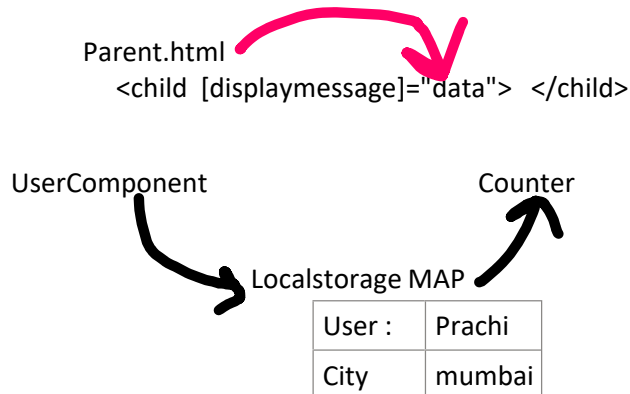 Parent.html
<child [displaymessage]="data"> </child>
UserComponent Counter
Localstorage MAP
User : Prachi
City mumbai